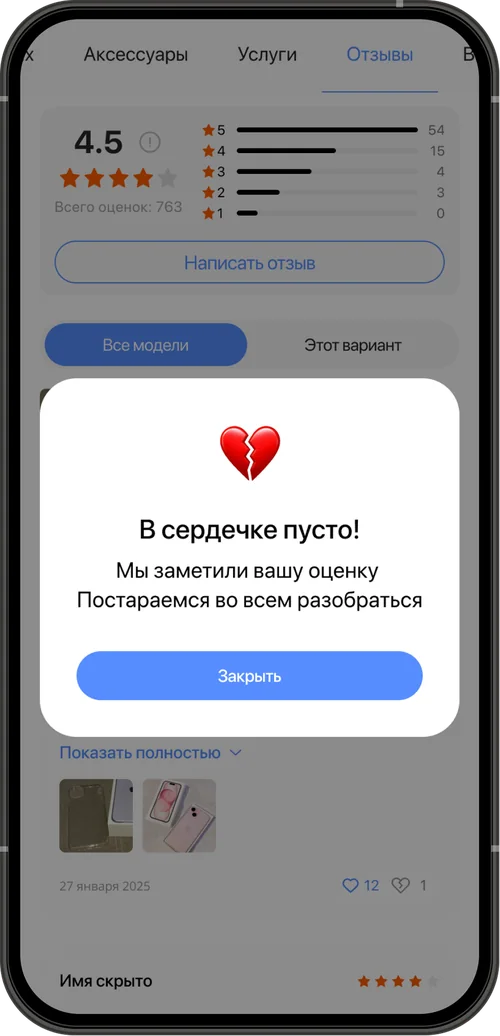 х Аксессуары Услуги Отзывы В
4.5
Всего оценок: 763
5 54
4 15
3 4
2 3
1 0
Написать отзыв
Все модели Этот вариант
В сердечке пусто!
Мы заметили вашу оценку
Постараемся во всем разобраться
Закрыть
Показать полностью
27 января 2025 12 1
Имя скрыто